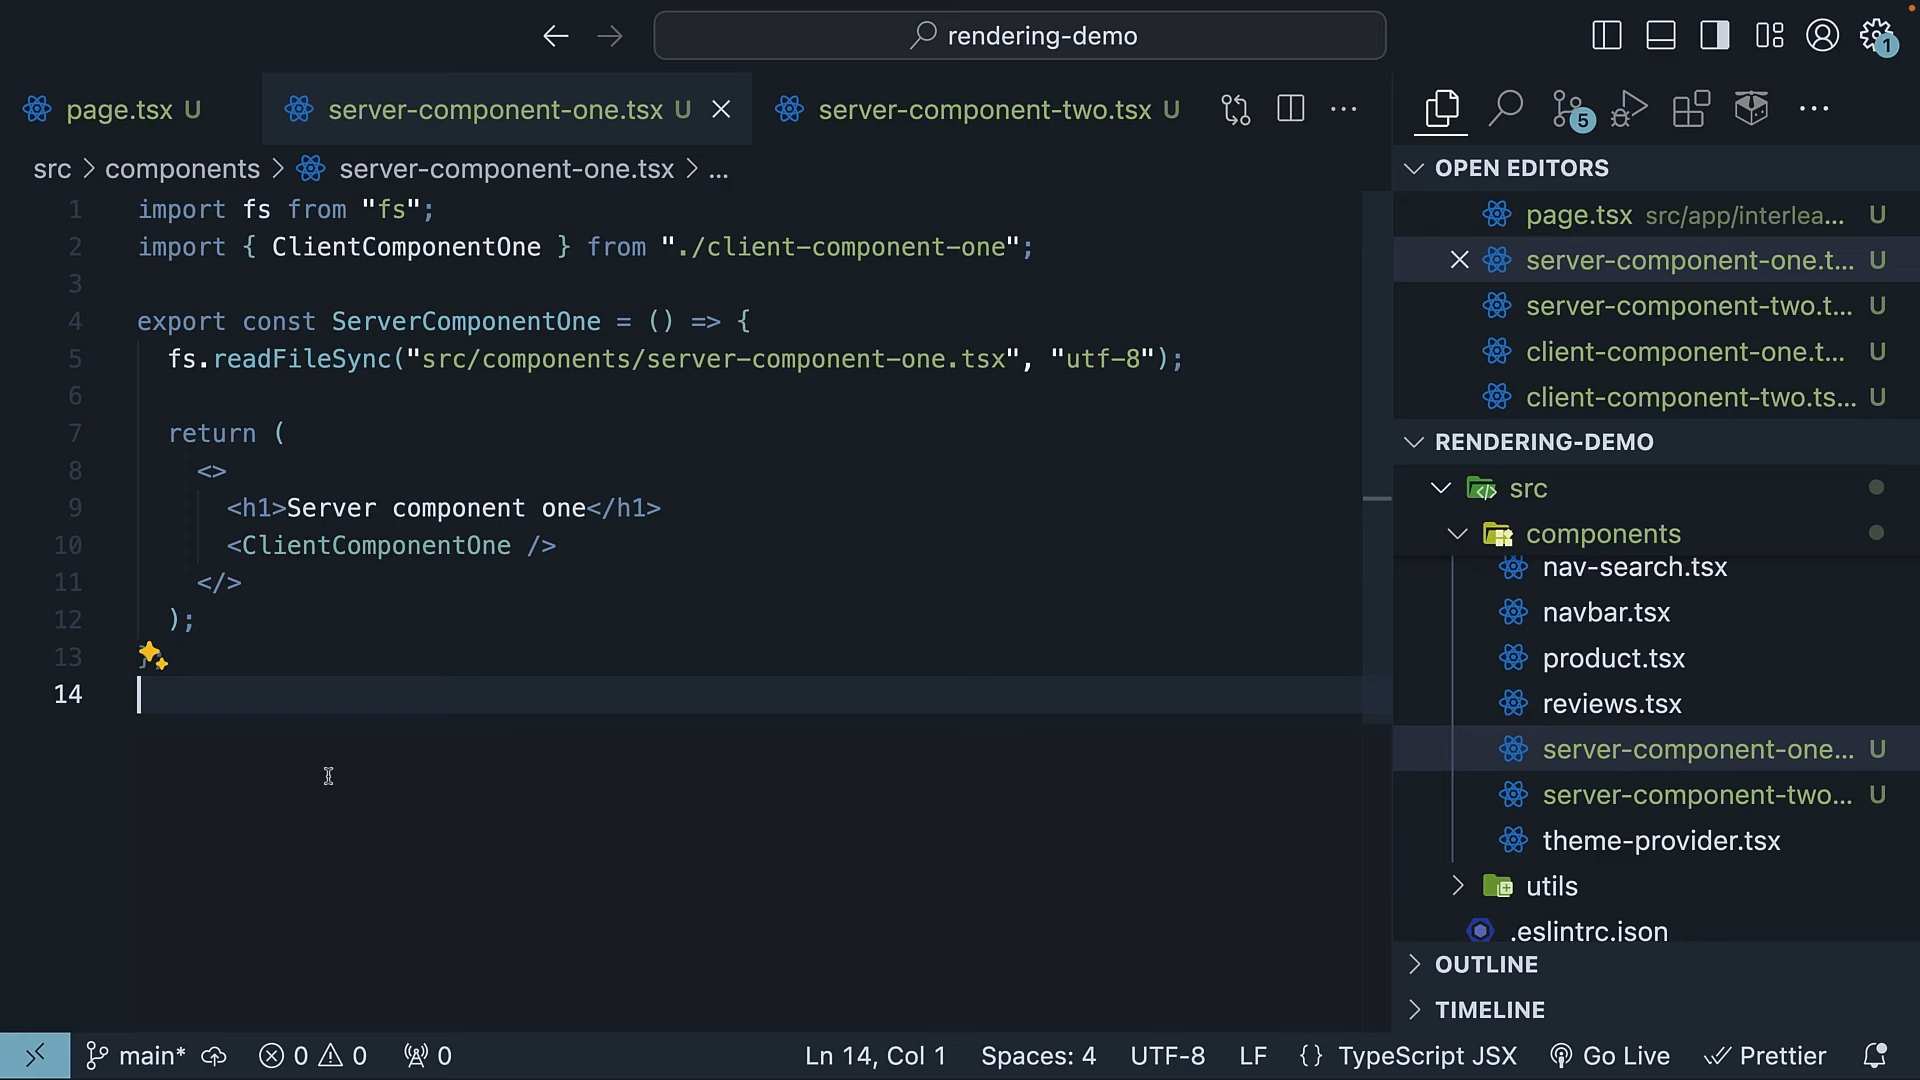 rendering-demo
1
page.tsx U
server-component-one.tsx U
server-component-two.tsx U
5
src > components > server-component-one.tsx > ...
1 import fs from "fs";
2 import { ClientComponentOne } from "./client-component-one";
3
4 export const ServerComponentOne = () => {
5 fs.readFileSync("src/components/server-component-one.tsx", "utf-8");
6
7 return (
8 <>
9 <h1>Server component one</h1>
10 <ClientComponentOne />
11 </>
12 );
13
14
OPEN EDITORS
page.tsx src/app/interlea... U
server-component-one.t... U
server-component-two.t... U
client-component-one.t... U
client-component-two.ts... U
RENDERING-DEMO
src
components
nav-search.tsx
navbar.tsx
product.tsx
reviews.tsx
server-component-one... U
server-component-two... U
theme-provider.tsx
utils
.eslintrc.json
OUTLINE
TIMELINE
main* 0 0 0 Ln 14, Col 1 Spaces: 4 UTF-8 LF {} TypeScript JSX Go Live Prettier